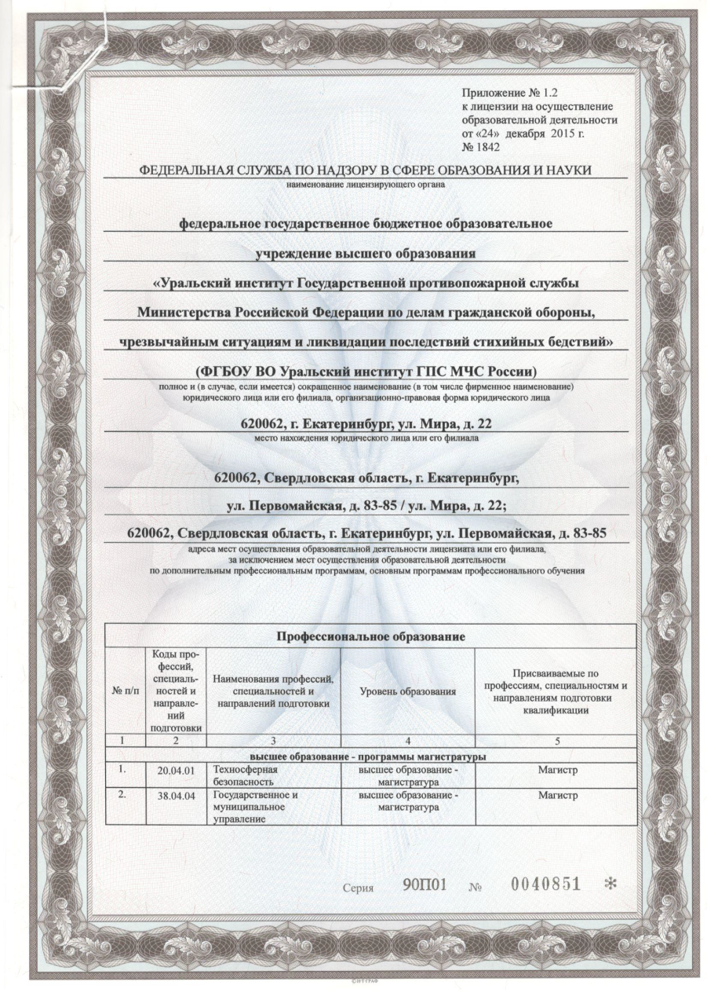 Приложение № 1.2
к лицензии на осуществление
образовательной деятельности
от «24» декабря 2015 г.
№ 1842
ФЕДЕРАЛЬНАЯ СЛУЖБА ПО НАДЗОРУ В СФЕРЕ ОБРАЗОВАНИЯ И НАУКИ
наименование лицензирующего органа
федеральное государственное бюджетное образовательное
учреждение высшего образования
«Уральский институт Государственной противопожарной службы
Министерства Российской Федерации по делам гражданской обороны,
чрезвычайным ситуациям и ликвидации последствий стихийных бедствий»
(ФГБОУ ВО Уральский институт ГПС МЧС России)
полное и (в случае, если имеется) сокращенное наименование (в том числе фирменное наименование)
юридического лица или его филиала, организационно-правовая форма юридического лица
620062, г. Екатеринбург, ул. Мира, д. 22
место нахождения юридического лица или его филиала
620062, Свердловская область, г. Екатеринбург,
ул. Первомайская, д. 83-85 / ул. Мира, д. 22;
620062, Свердловская область, г. Екатеринбург, ул. Первомайская, д. 83-85
адреса мест осуществления образовательной деятельности лицензиата или его филиала,
за исключением мест осуществления образовательной деятельности
по дополнительным профессиональным программам, основным программам профессионального обучения
Профессиональное образование
№ п/п
Коды про-
фессий,
специаль-
ностей и
направле-
ний
подготовки
Наименования профессий,
специальностей и
направлений подготовки
Уровень образования
Присваиваемые по
профессиям, специальностям и
направлениям подготовки
квалификации
1 2 3 4 5
высшее образование - программы магистратуры
1. 20.04.01 Техносферная высшее образование - Магистр
безопасность магистратура
2. 38.04.04 Государственное и высшее образование - Магистр
муниципальное магистратура
управление
Серия 90П01 № 0040851 *
© Н-Т-ГРАФ